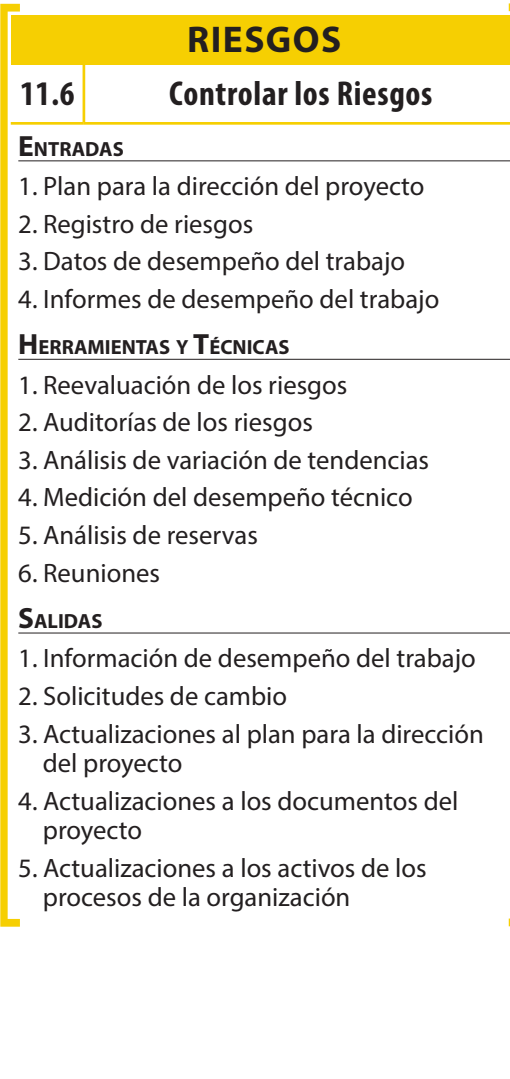 RIESGOS
11.6 Controlar los Riesgos
ENTRADAS
1. Plan para la dirección del proyecto
2. Registro de riesgos
3. Datos de desempeño del trabajo
4. Informes de desempeño del trabajo
HERRAMIENTAS Y TÉCNICAS
1. Reevaluación de los riesgos
2. Auditorías de los riesgos
3. Análisis de variación de tendencias
4. Medición del desempeño técnico
5. Análisis de reservas
6. Reuniones
SALIDAS
1. Información de desempeño del trabajo
2. Solicitudes de cambio
3. Actualizaciones al plan para la dirección
del proyecto
4. Actualizaciones a los documentos del
proyecto
5. Actualizaciones a los activos de los
procesos de la organización